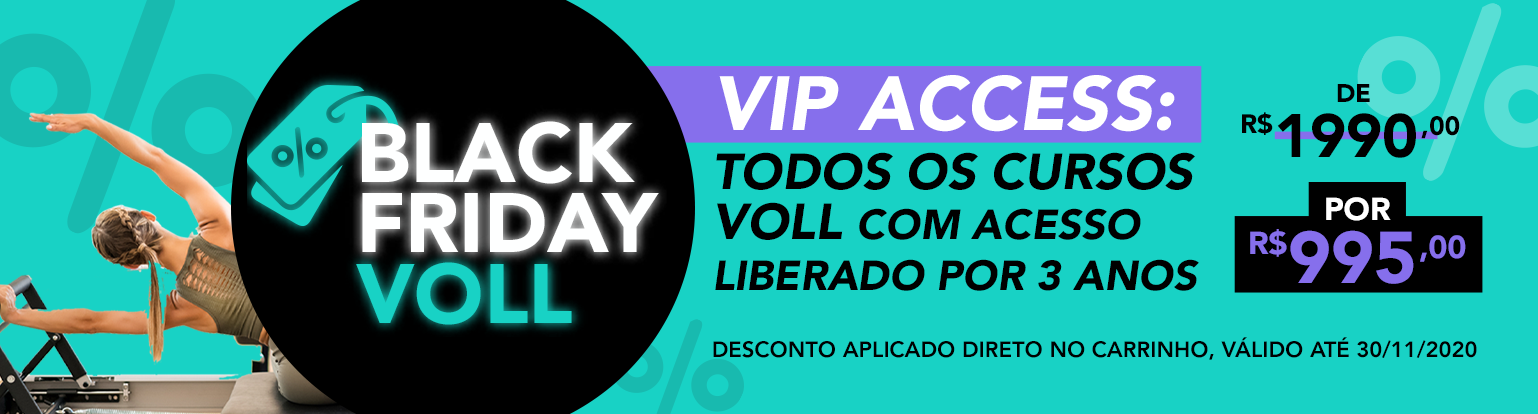 BLACK
FRIDAY
VOLL
VIP ACCESS:
TODOS OS CURSOS
VOLL COM ACESSO
LIBERADO POR 3 ANOS
DESCONTO APLICADO DIRETO NO CARRINHO, VÁLIDO ATÉ 30/11/2020
DE
R$1990,00
POR
R$995,00